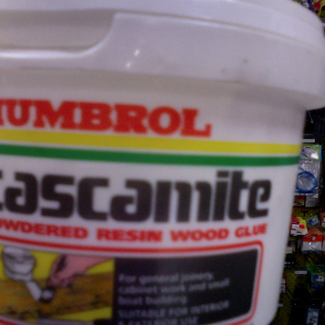 HUMBROL
cascamite
POWDERED RESIN WOOD GLUE
For general joinery,
cabinet work and small
boat building.
SUITABLE FOR INTERIOR
& EXTERIOR USE